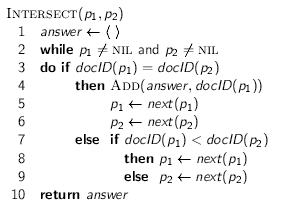 INTERSECT(p1, p2)
1 answer ← ⟨ ⟩
2 while p1 ≠ NIL and p2 ≠ NIL
3 do if docID(p1) = docID(p2)
4 then ADD(answer, docID(p1))
5 p1 ← next(p1)
6 p2 ← next(p2)
7 else if docID(p1) < docID(p2)
8 then p1 ← next(p1)
9 else p2 ← next(p2)
10 return answer